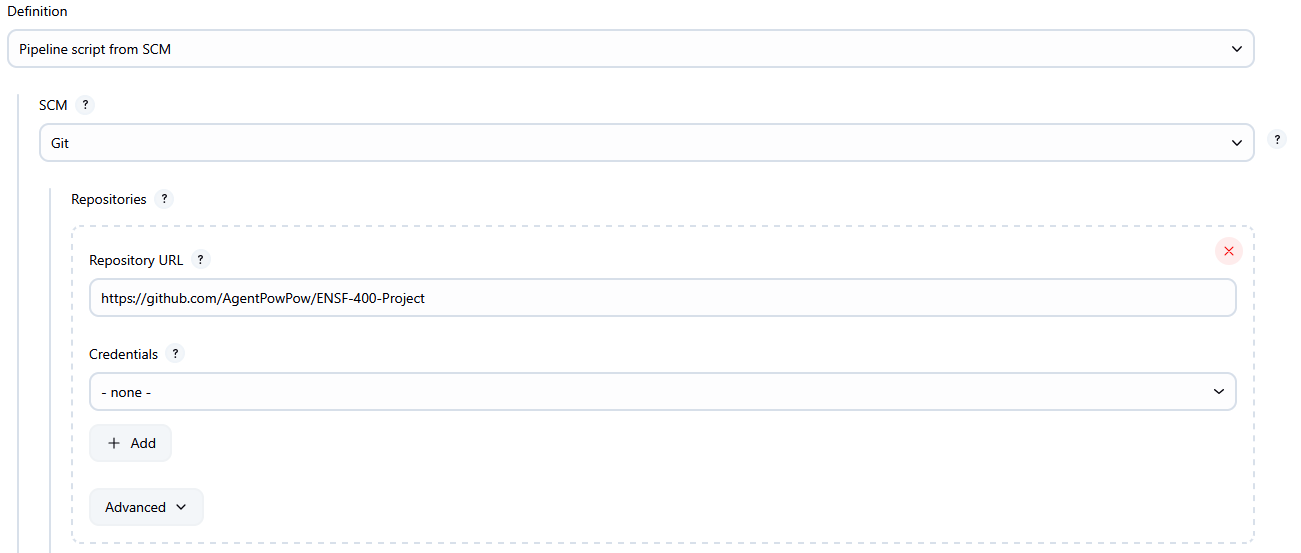 Definition
Pipeline script from SCM
SCM ?
Git
?
Repositories ?
Repository URL ?
https://github.com/AgentPowPow/ENSF-400-Project
Credentials ?
- none -
+ Add
Advanced